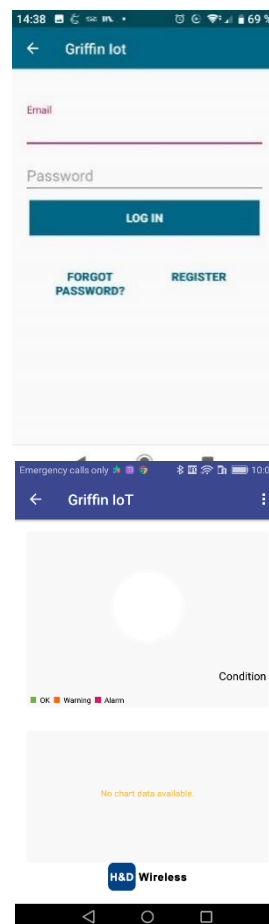 14:38 69 %
Griffin Iot
Email
Password
LOG IN
FORGOT PASSWORD?
REGISTER
Emergency calls only 10:0
Griffin IoT
Condition
OK Warning Alarm
No chart data available.
H&D Wireless